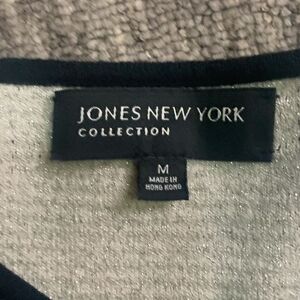 JONES NEW YORK
COLLECTION
M
MADE IN
HONG KONG